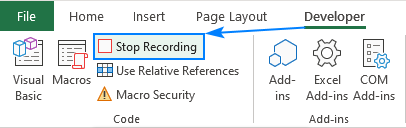 File Home Insert Page Layout Developer
Stop Recording
Use Relative References
Macro Security
Visual Basic
Macros
Code
Add-ins
Excel Add-ins
COM Add-ins
Add-ins